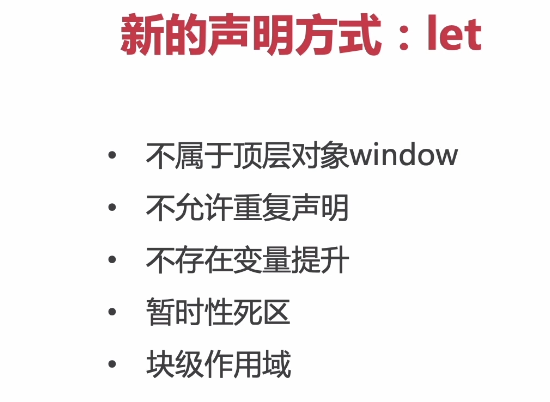 新的声明方式：let
• 不属于顶层对象window
• 不允许重复声明
• 不存在变量提升
• 暂时性死区
• 块级作用域